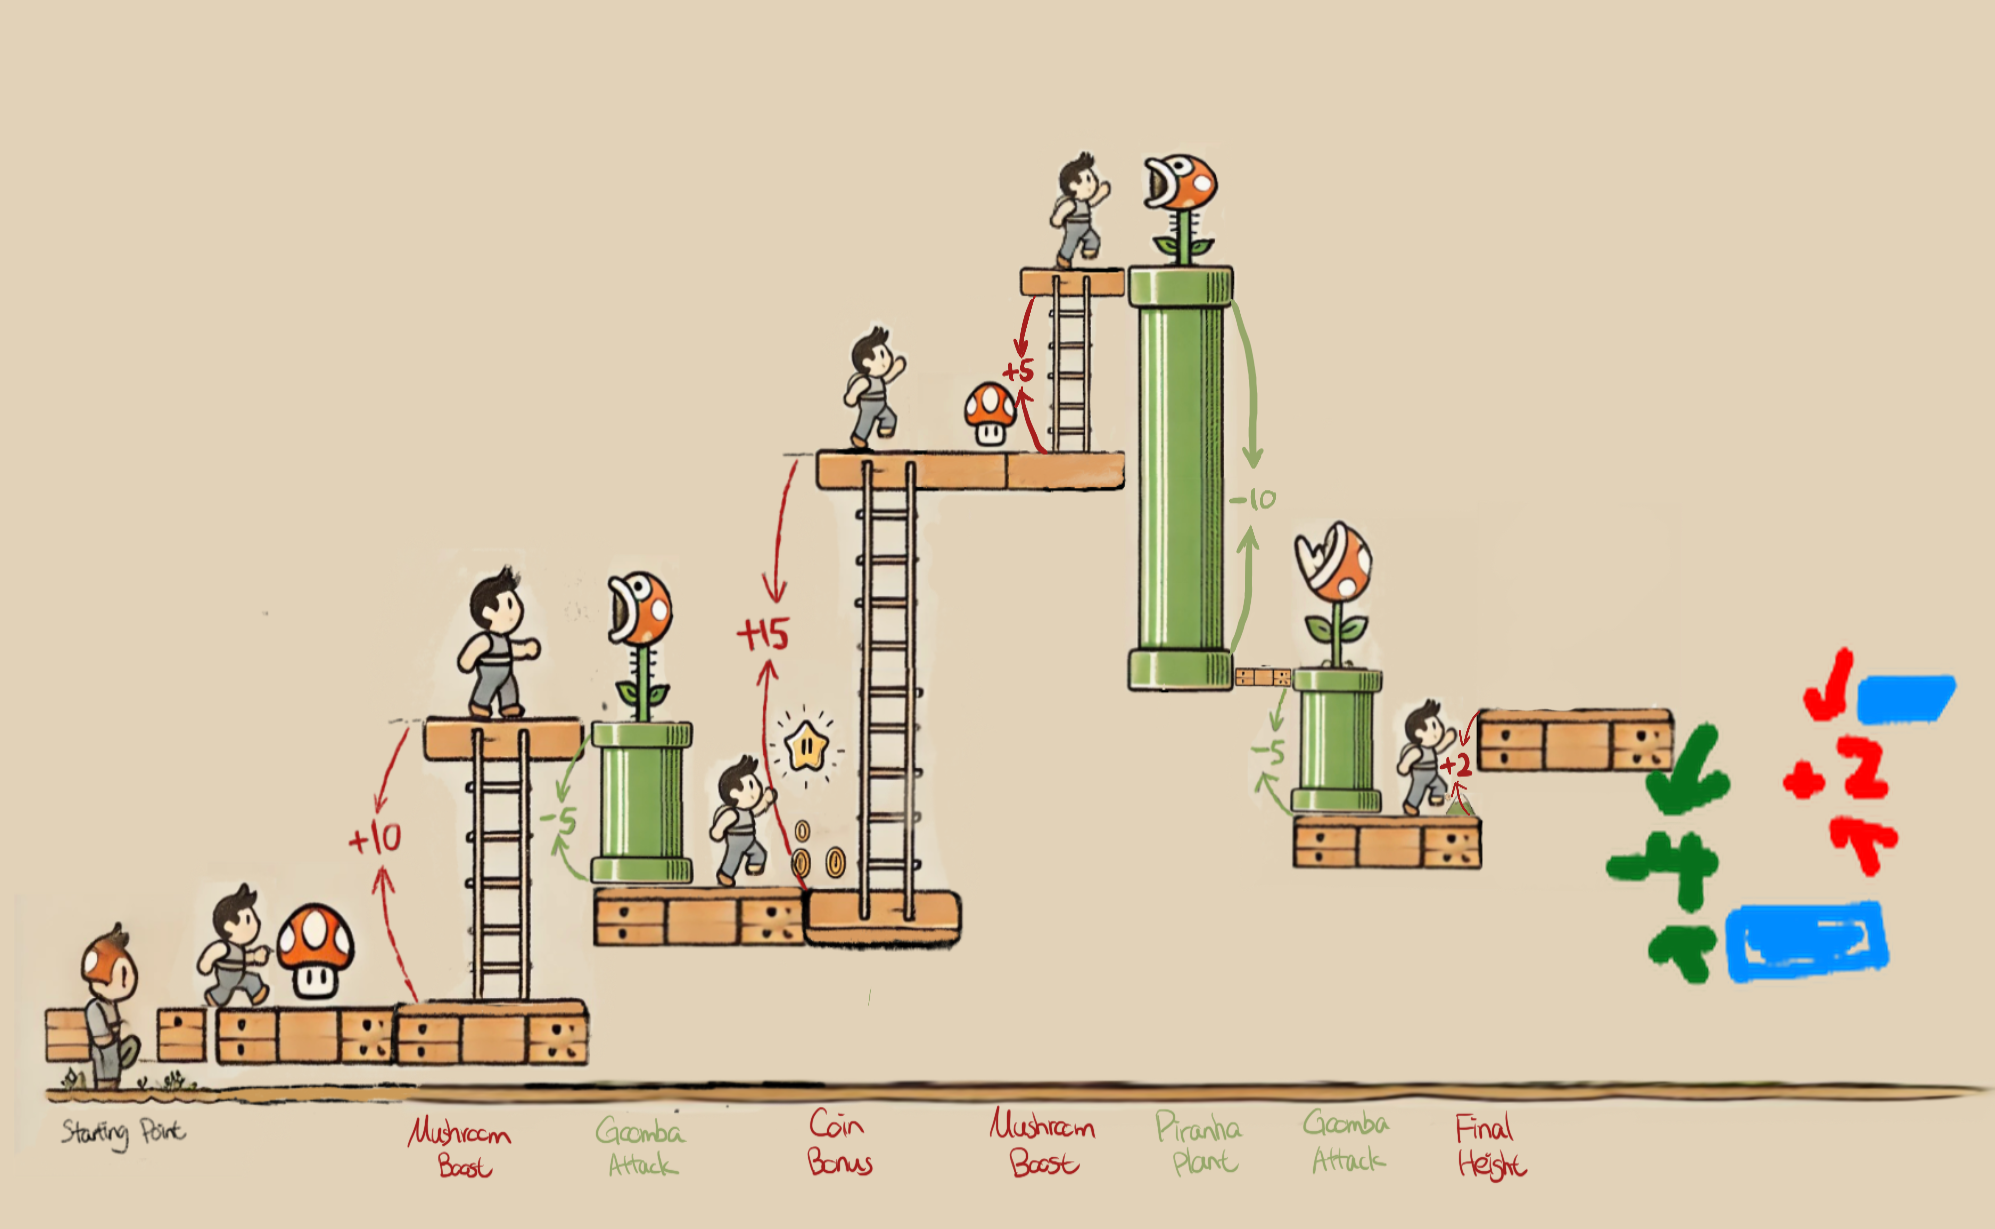 +5
-10
+15
-5
+10
-5
+2
+2
-4
Starting Point
Mushroom
Boost
Goomba
Attack
Coin
Bonus
Mushroom
Boost
Piranha
Plant
Goomba
Attack
Final
Height